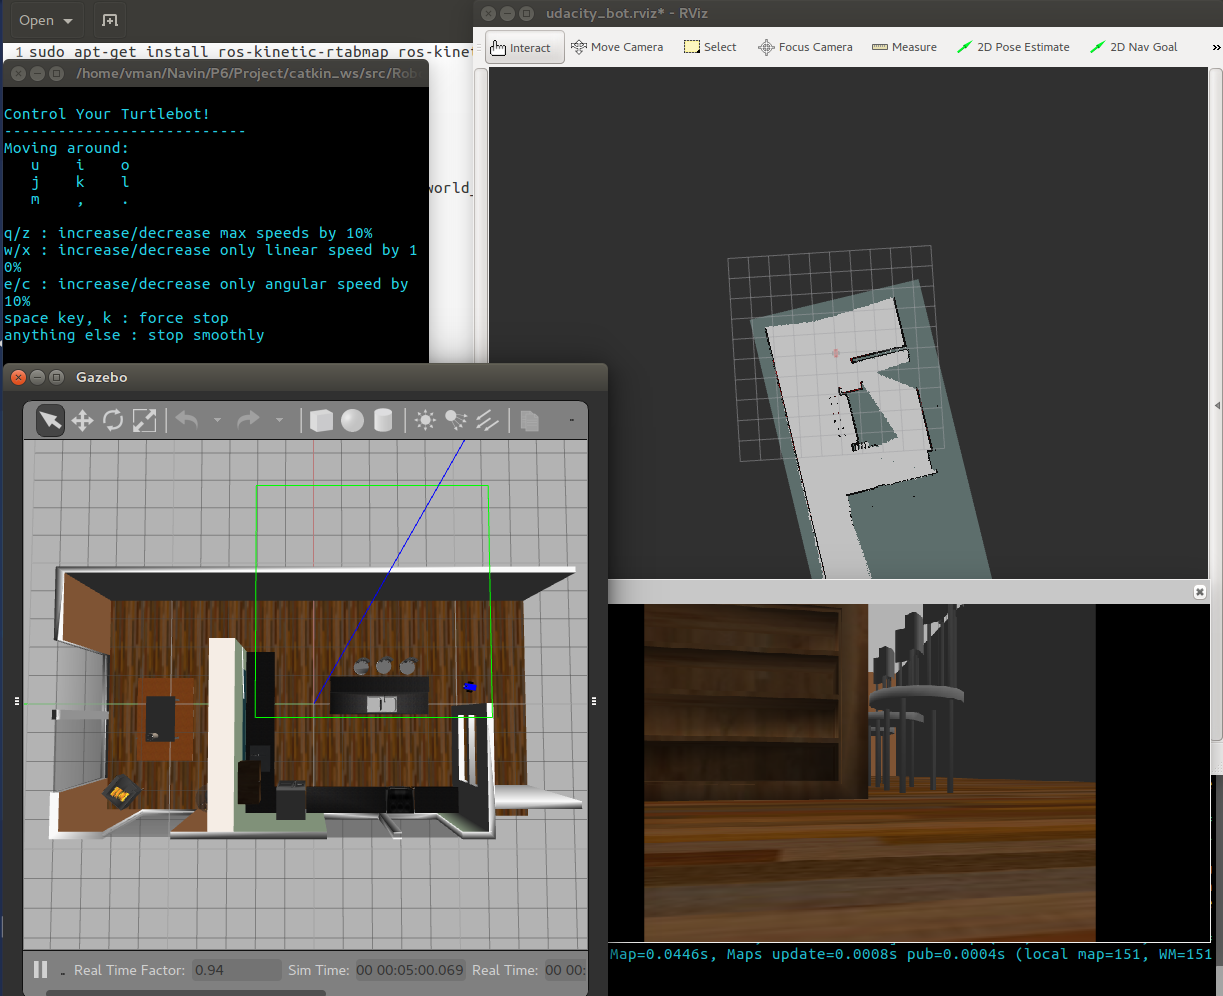 Open
1 sudo apt-get install ros-kinetic-rtabmap ros-kinet
/home/vman/Navin/P6/Project/catkin_ws/src/Rob
Control Your Turtlebot!
---------------------------
Moving around:
u i o
j k l
m , .
q/z : increase/decrease max speeds by 10%
w/x : increase/decrease only linear speed by 1
0%
e/c : increase/decrease only angular speed by
10%
space key, k : force stop
anything else : stop smoothly
world_
udacity_bot.rviz* - RViz
Interact Move Camera Select Focus Camera Measure 2D Pose Estimate 2D Nav Goal »
Gazebo
Real Time Factor: 0.94 Sim Time: 00 00:05:00.069 Real Time: 00 00:
Map=0.0446s, Maps update=0.0008s pub=0.0004s (local map=151, WM=151